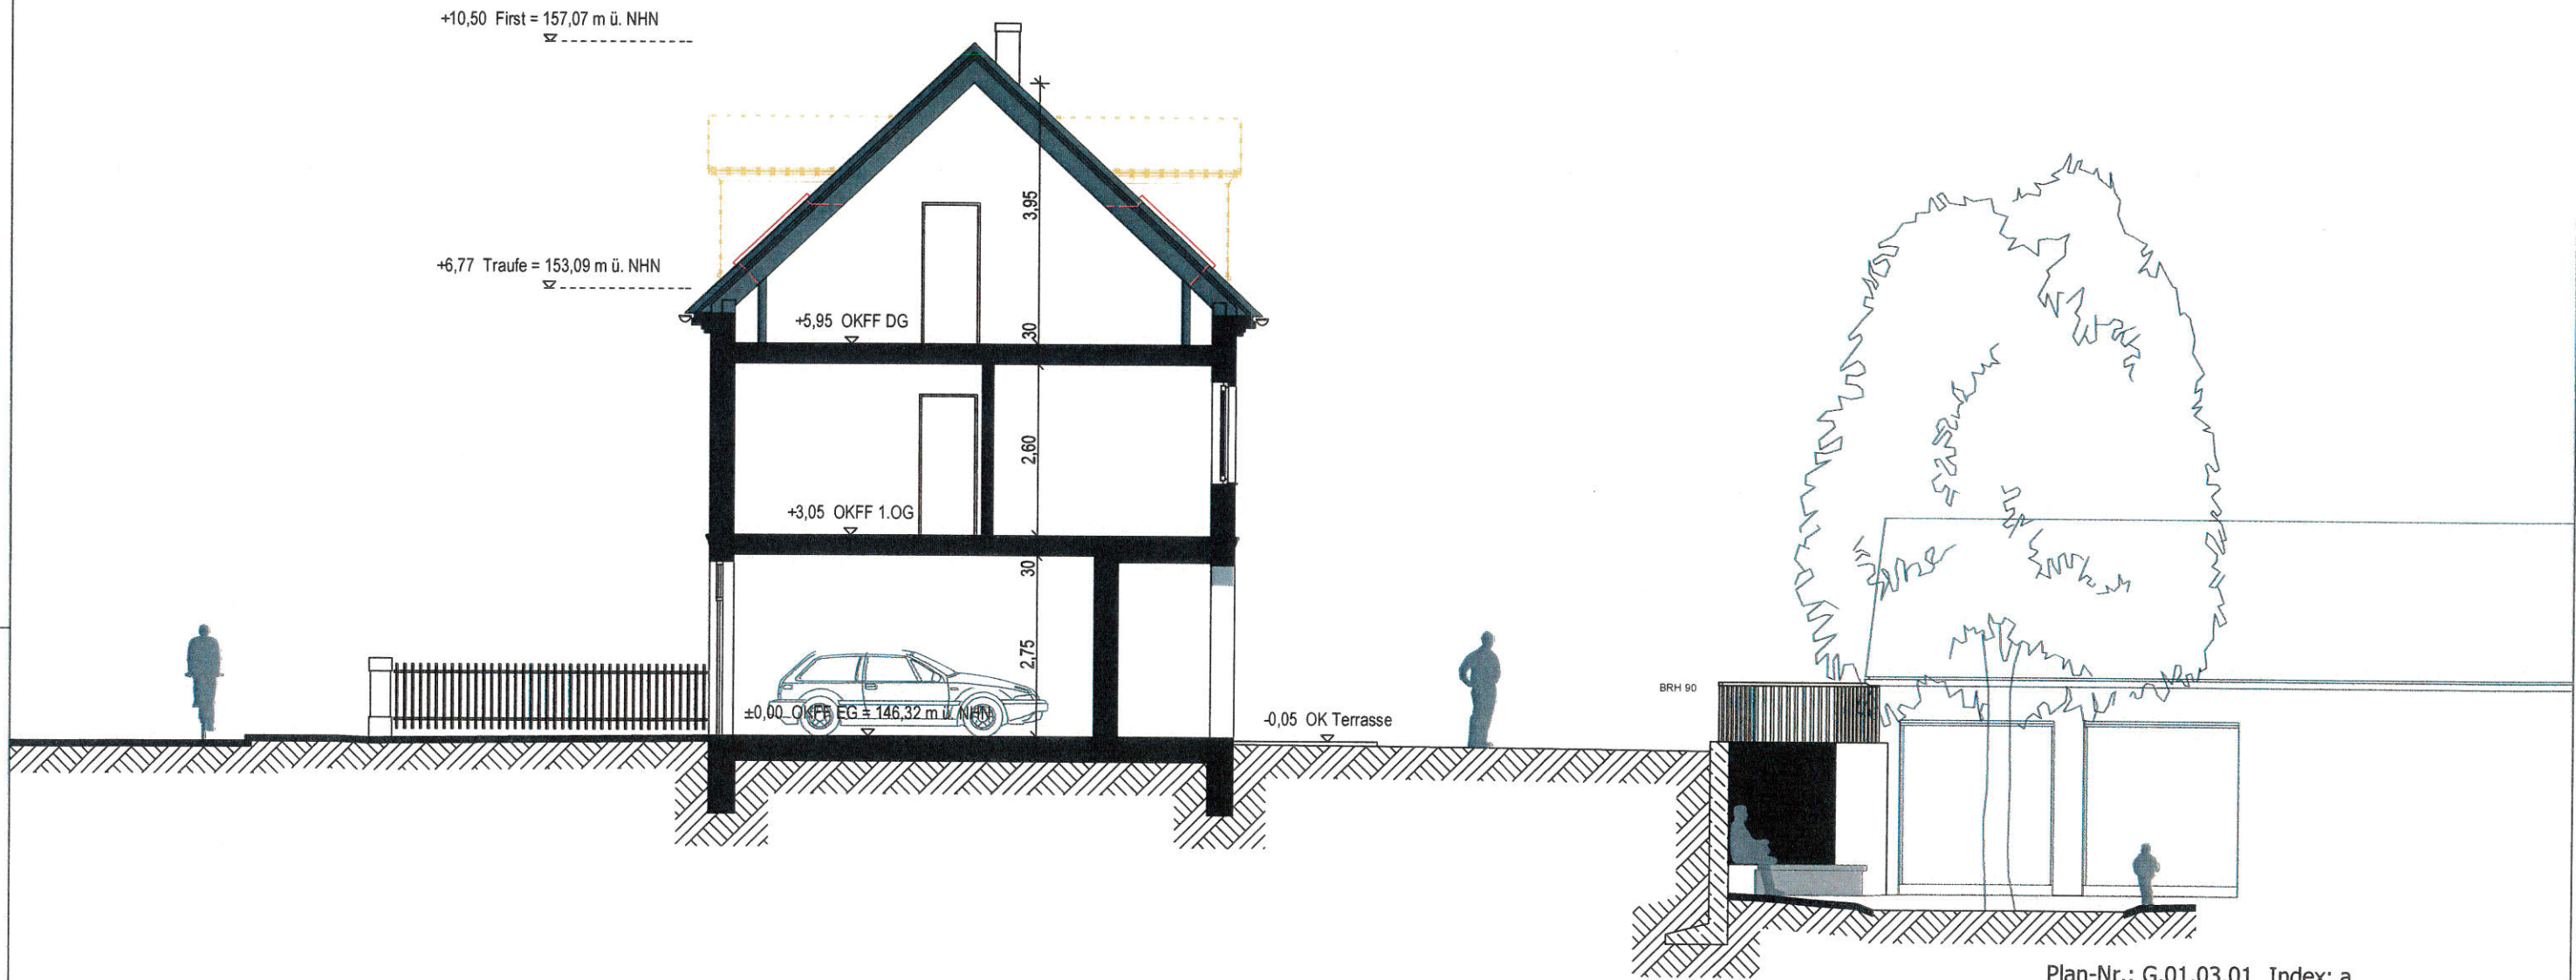 +10,50 First = 157,07 m ü. NHN
3,95
+6,77 Traufe = 153,09 m ü. NHN
+5,95 OKFF DG
30
2,60
+3,05 OKFF 1.OG
30
2,75
BRH 90
±0,00 OKFF EG = 146,32 m ü. NHN
-0,05 OK Terrasse
Plan-Nr.: G.01.03.01 Index: a